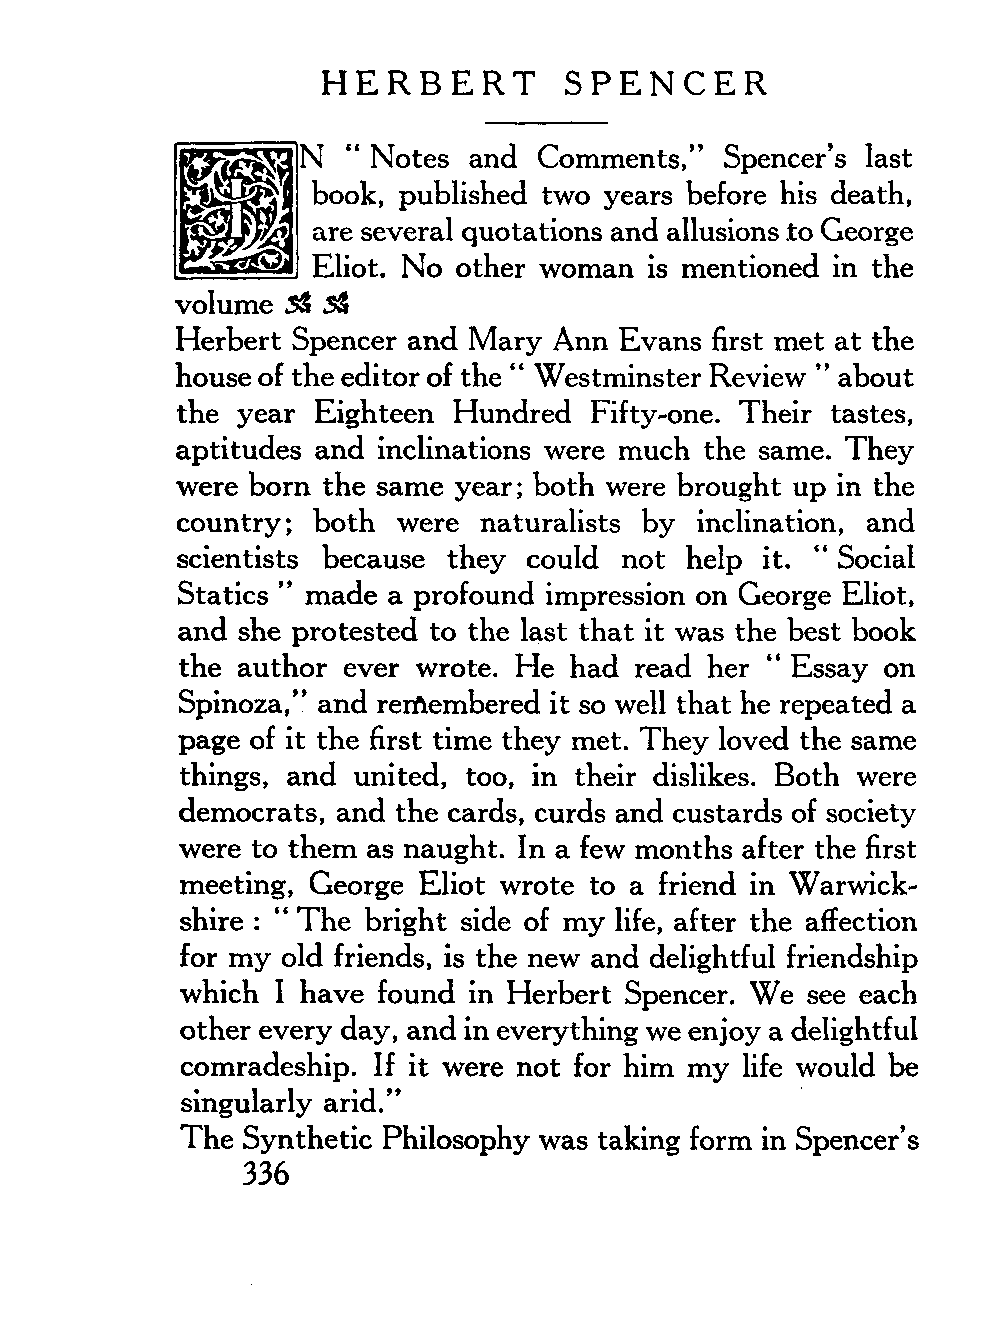 HERBERT SPENCER
IN “ Notes and Comments,” Spencer’s last
book, published two years before his death,
are several quotations and allusions to George
Eliot. No other woman is mentioned in the
volume
Herbert Spencer and Mary Ann Evans first met at the
house of the editor of the “ Westminster Review ” about
the year Eighteen Hundred Fifty-one. Their tastes,
aptitudes and inclinations were much the same. They
were born the same year; both were brought up in the
country; both were naturalists by inclination, and
scientists because they could not help it. “ Social
Statics ” made a profound impression on George Eliot,
and she protested to the last that it was the best book
the author ever wrote. He had read her “ Essay on
Spinoza,” and remembered it so well that he repeated a
page of it the first time they met. They loved the same
things, and united, too, in their dislikes. Both were
democrats, and the cards, curds and custards of society
were to them as naught. In a few months after the first
meeting, George Eliot wrote to a friend in Warwick-
shire : “ The bright side of my life, after the affection
for my old friends, is the new and delightful friendship
which I have found in Herbert Spencer. We see each
other every day, and in everything we enjoy a delightful
comradeship. If it were not for him my life would be
singularly arid.”
The Synthetic Philosophy was taking form in Spencer’s
336